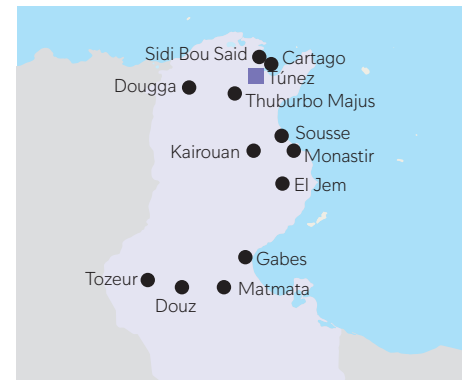 Sidi Bou Said
Cartago
Túnez
Dougga
Thuburbo Majus
Sousse
Kairouan
Monastir
El Jem
Gabes
Tozeur
Matmata
Douz